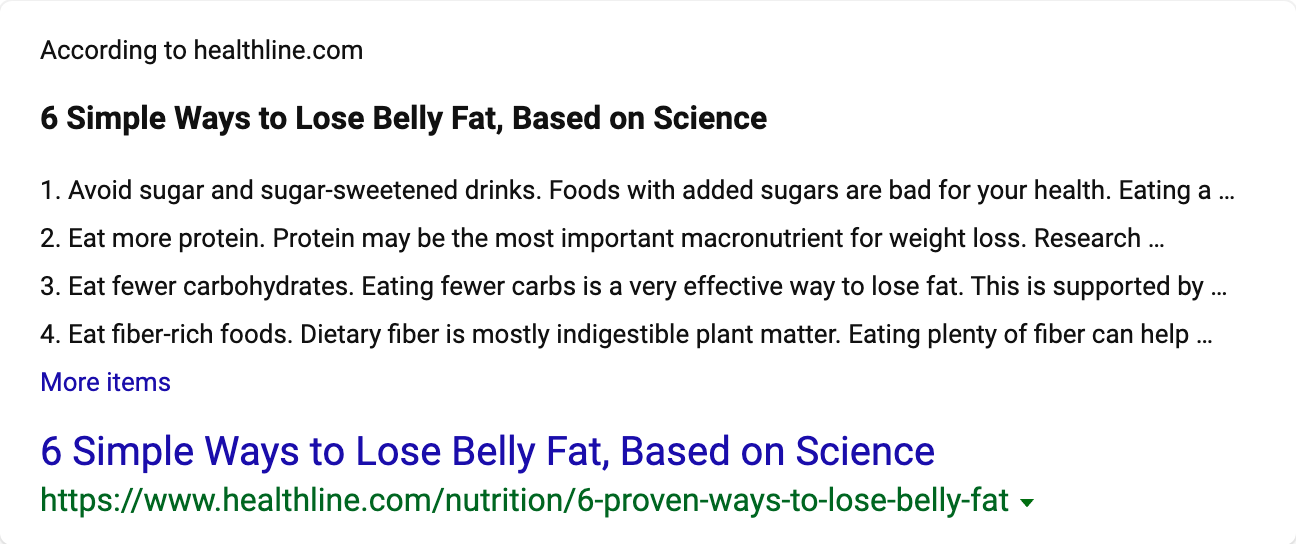 According to healthline.com
6 Simple Ways to Lose Belly Fat, Based on Science
1. Avoid sugar and sugar-sweetened drinks. Foods with added sugars are bad for your health. Eating a ...
2. Eat more protein. Protein may be the most important macronutrient for weight loss. Research ...
3. Eat fewer carbohydrates. Eating fewer carbs is a very effective way to lose fat. This is supported by ...
4. Eat fiber-rich foods. Dietary fiber is mostly indigestible plant matter. Eating plenty of fiber can help ...
More items
6 Simple Ways to Lose Belly Fat, Based on Science
https://www.healthline.com/nutrition/6-proven-ways-to-lose-belly-fat